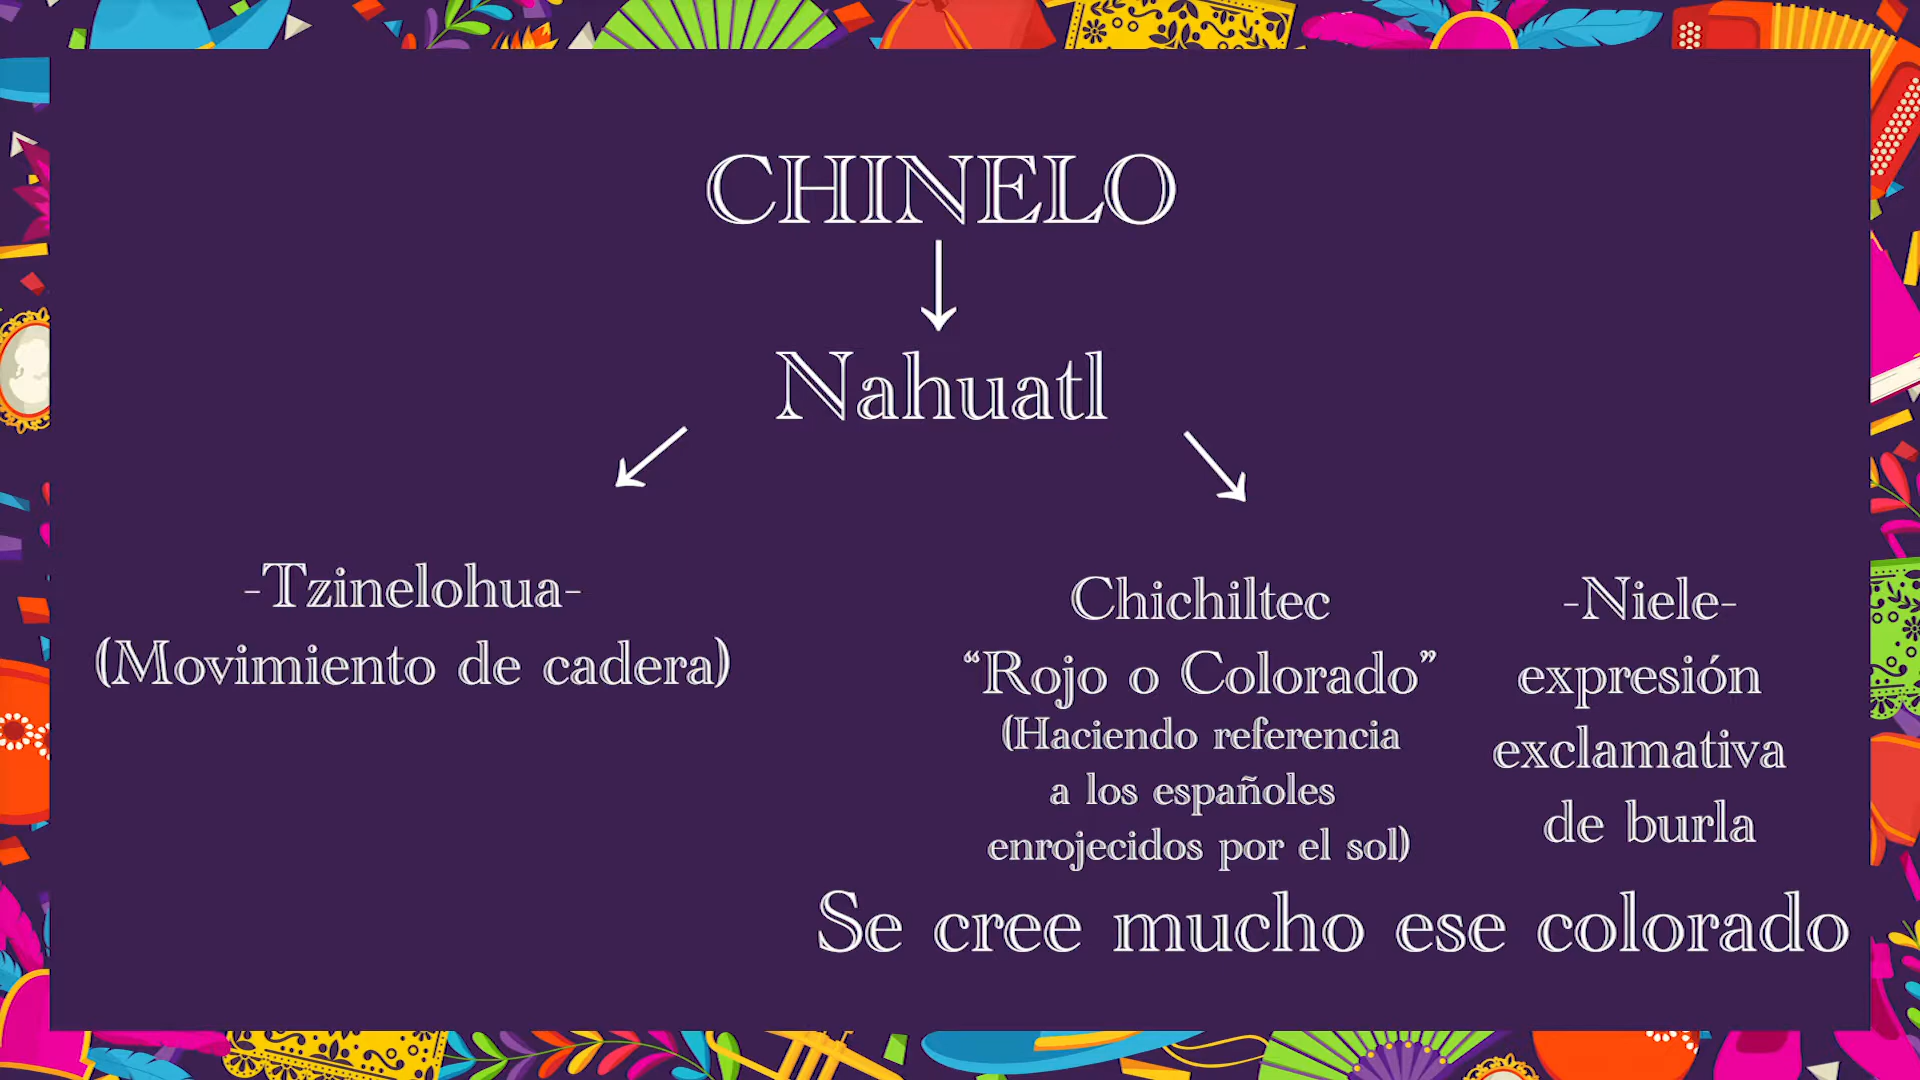 CHINELO
Nahuatl
-Tzinelohua-
(Movimiento de cadera)
Chichiltec
“Rojo o Colorado”
(Haciendo referencia
a los españoles
enrojecidos por el sol)
-Niele-
expresión
exclamativa
de burla
Se cree mucho ese colorado